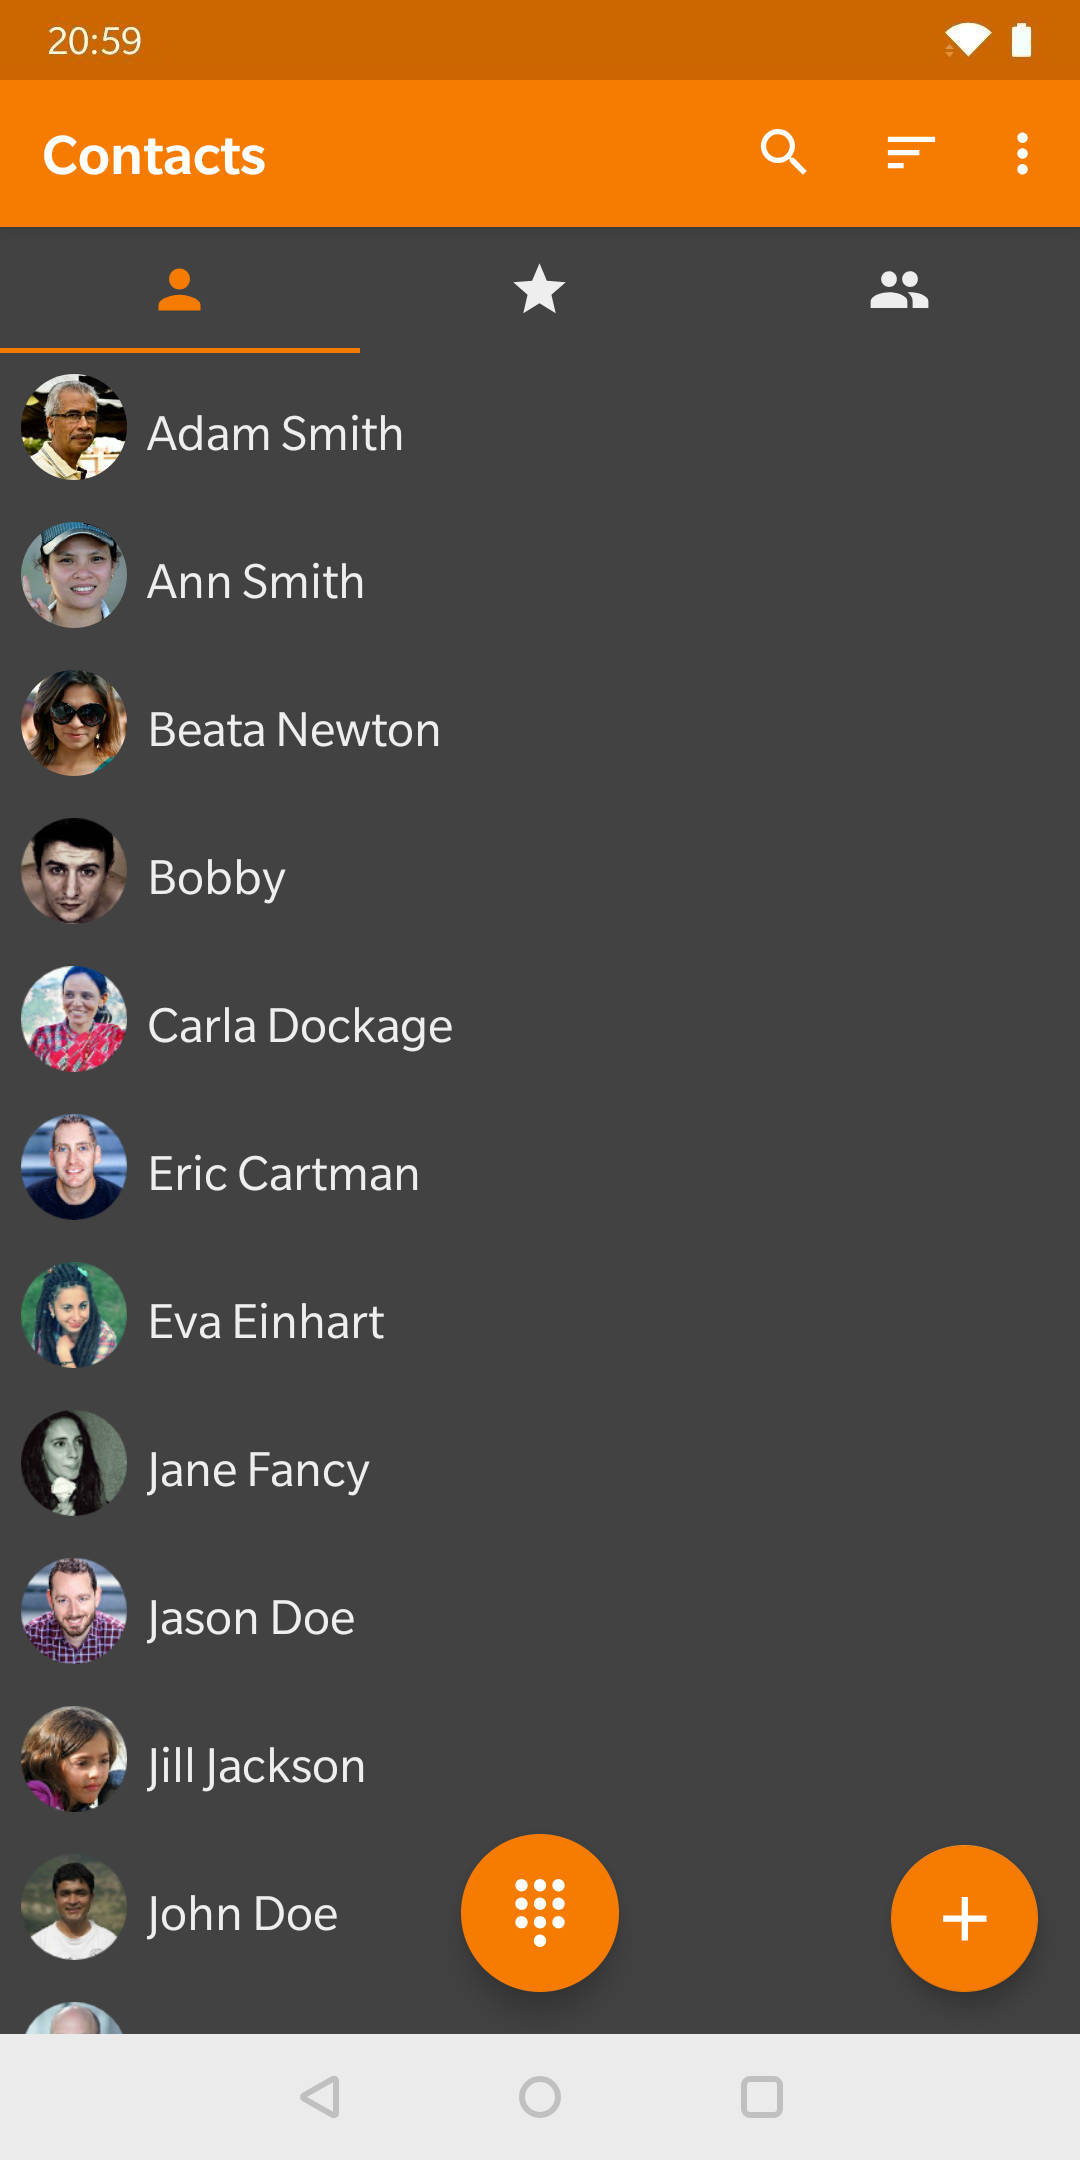 20:59
Contacts
Adam Smith
Ann Smith
Beata Newton
Bobby
Carla Dockage
Eric Cartman
Eva Einhart
Jane Fancy
Jason Doe
Jill Jackson
John Doe